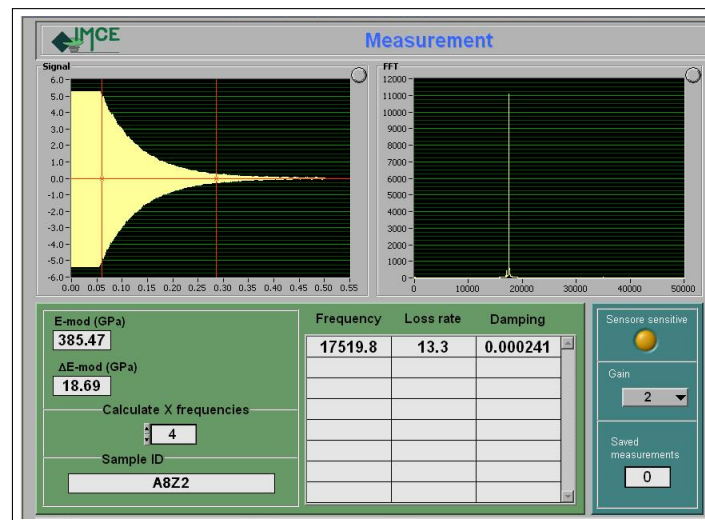 IMCE
Measurement
Signal
6.0
5.0
4.0
3.0
2.0
1.0
0.0
-1.0
-2.0
-3.0
-4.0
-5.0
-6.0
0.00 0.05 0.10 0.15 0.20 0.25 0.30 0.35 0.40 0.45 0.50 0.55
FFT
12000
11000
10000
9000
8000
7000
6000
5000
4000
3000
2000
1000
0
0 10000 20000 30000 40000 50000
E-mod (GPa)
385.47
ΔE-mod (GPa)
18.69
Calculate X frequencies
4
Sample ID
A8Z2
Frequency Loss rate Damping
17519.8 13.3 0.000241
Sensore sensitive
Gain
2
Saved
measurements
0